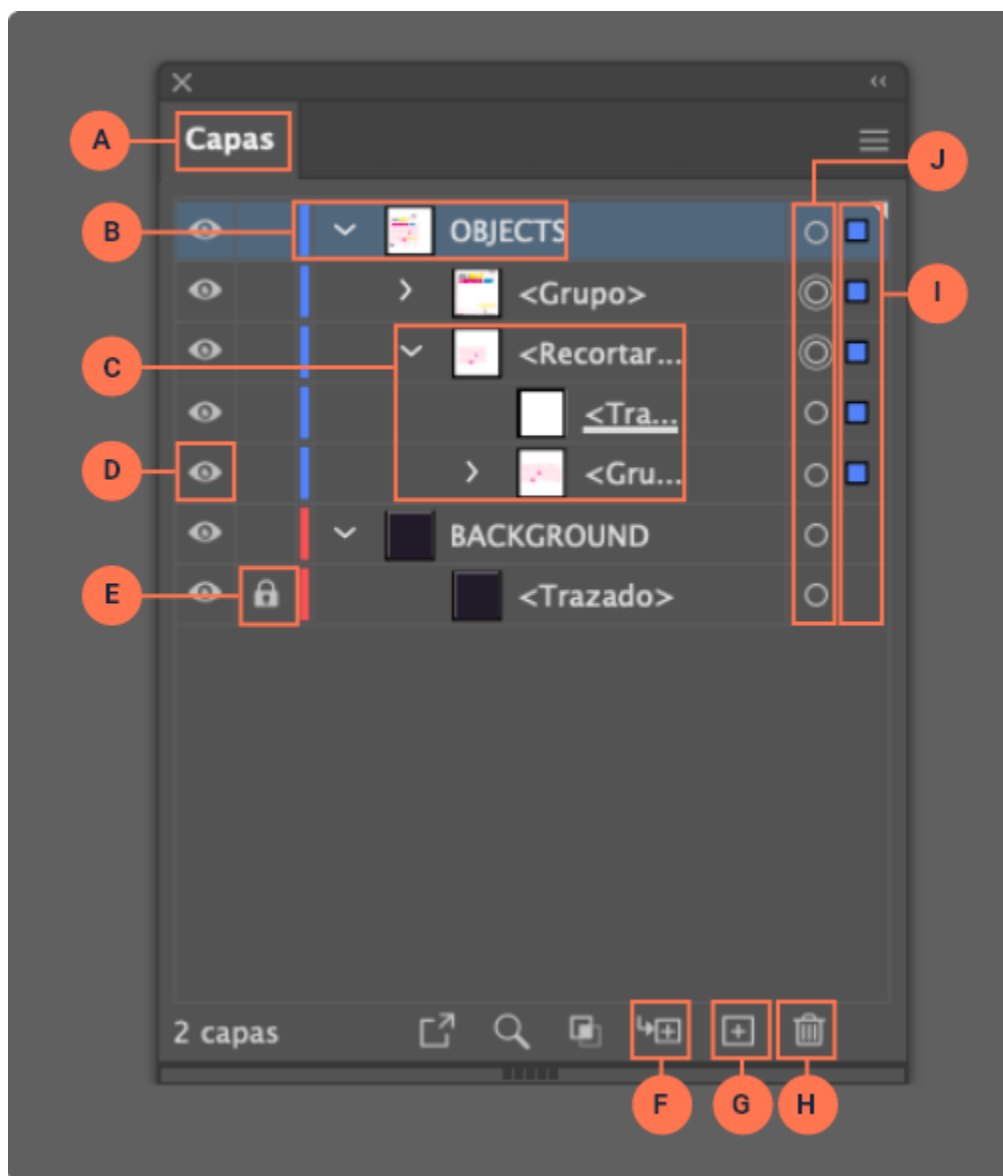 A
Capas
J
B
OBJECTS
<Grupo>
I
C
<Recortar...
<Tra...
D
<Gru...
BACKGROUND
E
<Trazado>
2 capas
F
G
H